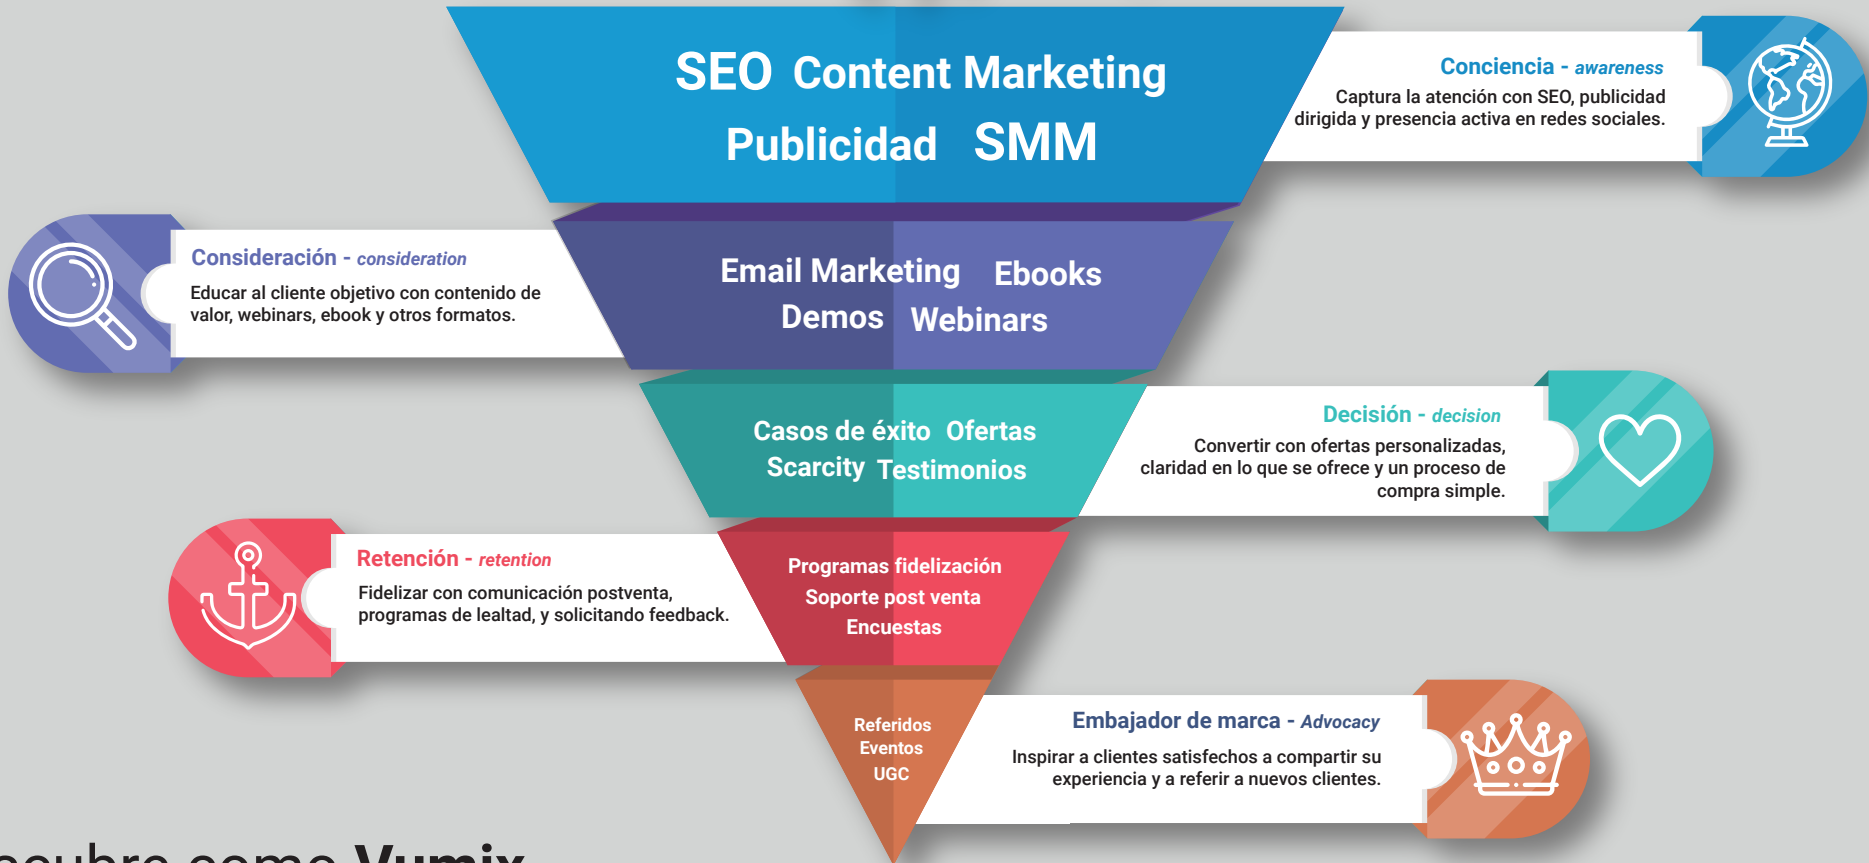 SEO Content Marketing
Publicidad SMM
Conciencia - awareness
Captura la atención con SEO, publicidad
dirigida y presencia activa en redes sociales.
Consideración - consideration
Educar al cliente objetivo con contenido de
valor, webinars, ebook y otros formatos.
Email Marketing Ebooks
Demos Webinars
Casos de éxito Ofertas
Scarcity Testimonios
Decisión - decision
Convertir con ofertas personalizadas,
claridad en lo que se ofrece y un proceso de
compra simple.
Retención - retention
Fidelizar con comunicación postventa,
programas de lealtad, y solicitando feedback.
Programas fidelización
Soporte post venta
Encuestas
Referidos
Eventos
UGC
Embajador de marca - Advocacy
Inspirar a clientes satisfechos a compartir su
experiencia y a referir a nuevos clientes.
como Vumix